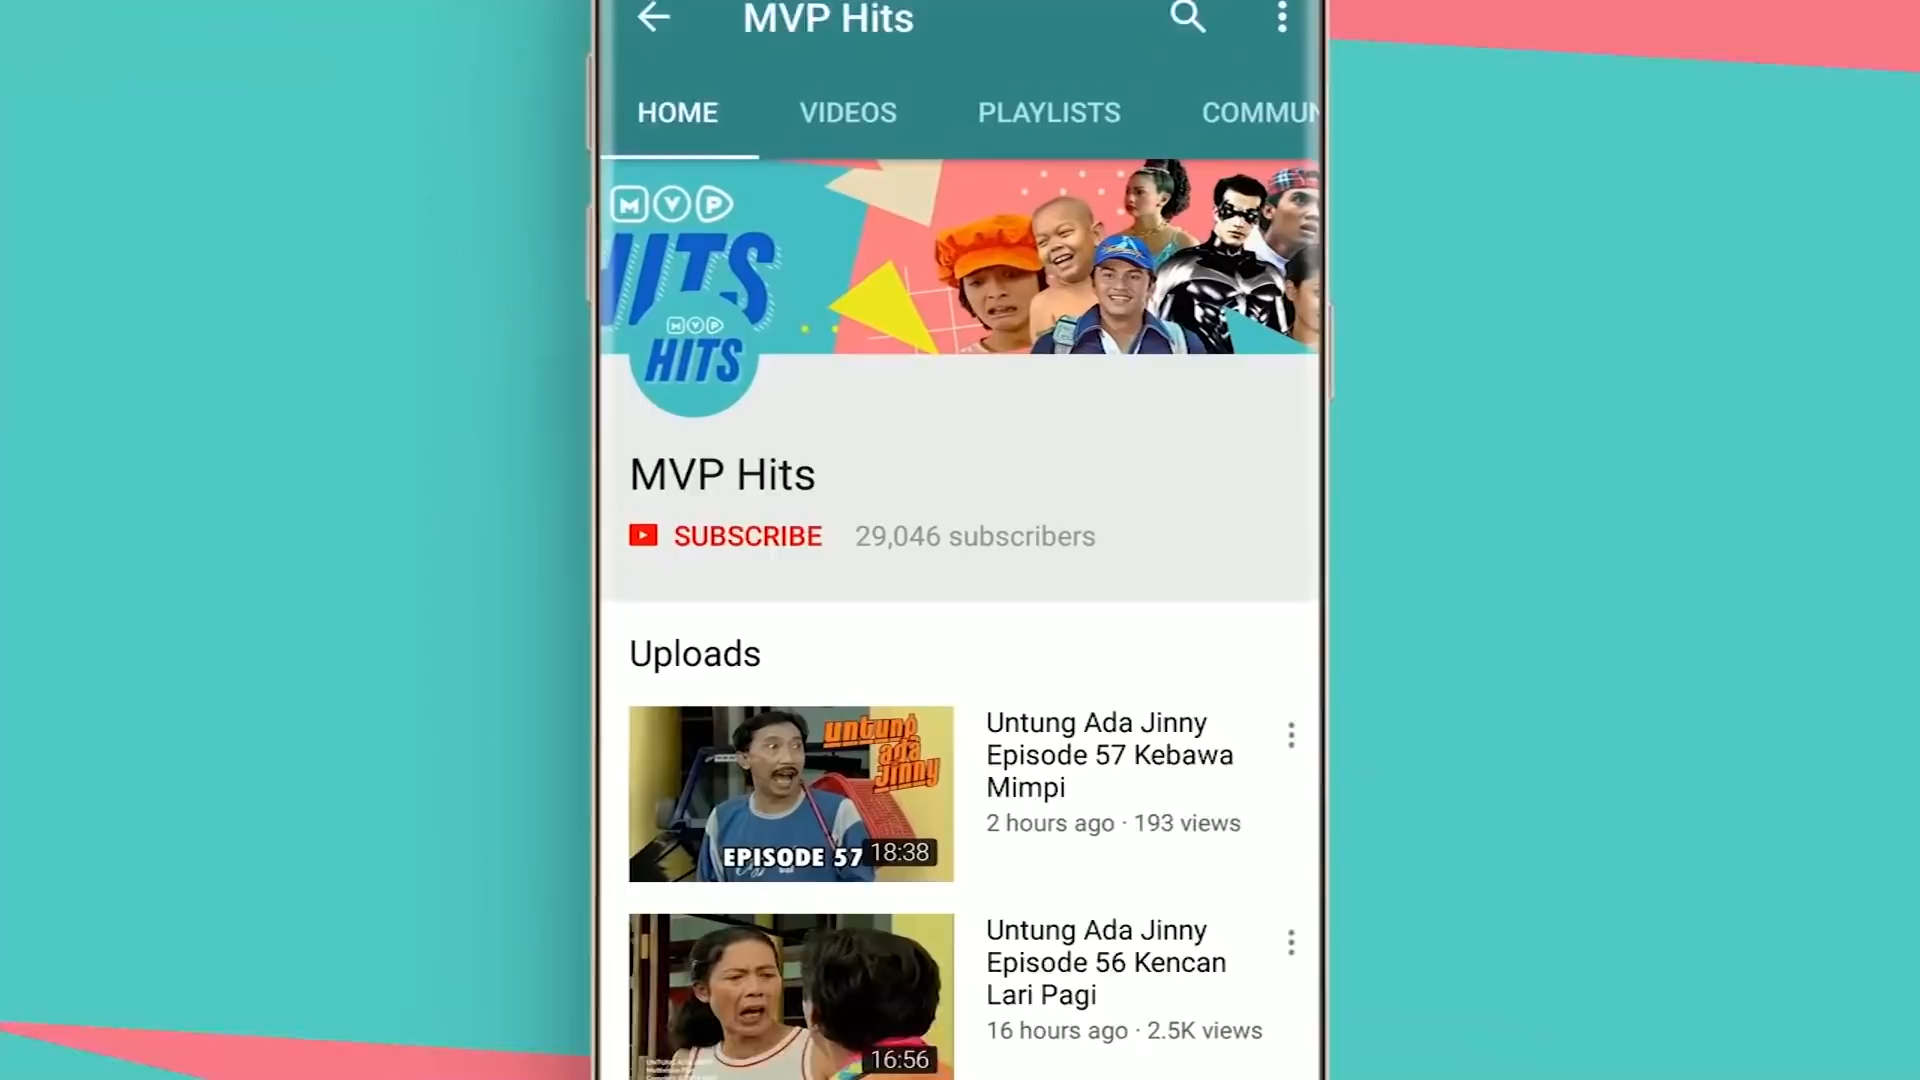 MVP Hits
HOME VIDEOS PLAYLISTS COMMUN
MVP
HITS
MVP
HITS
MVP Hits
SUBSCRIBE 29,046 subscribers
Uploads
untung
ada
Jinny
EPISODE 57 18:38
Untung Ada Jinny
Episode 57 Kebawa
Mimpi
2 hours ago · 193 views
16:56
Untung Ada Jinny
Episode 56 Kencan
Lari Pagi
16 hours ago · 2.5K views